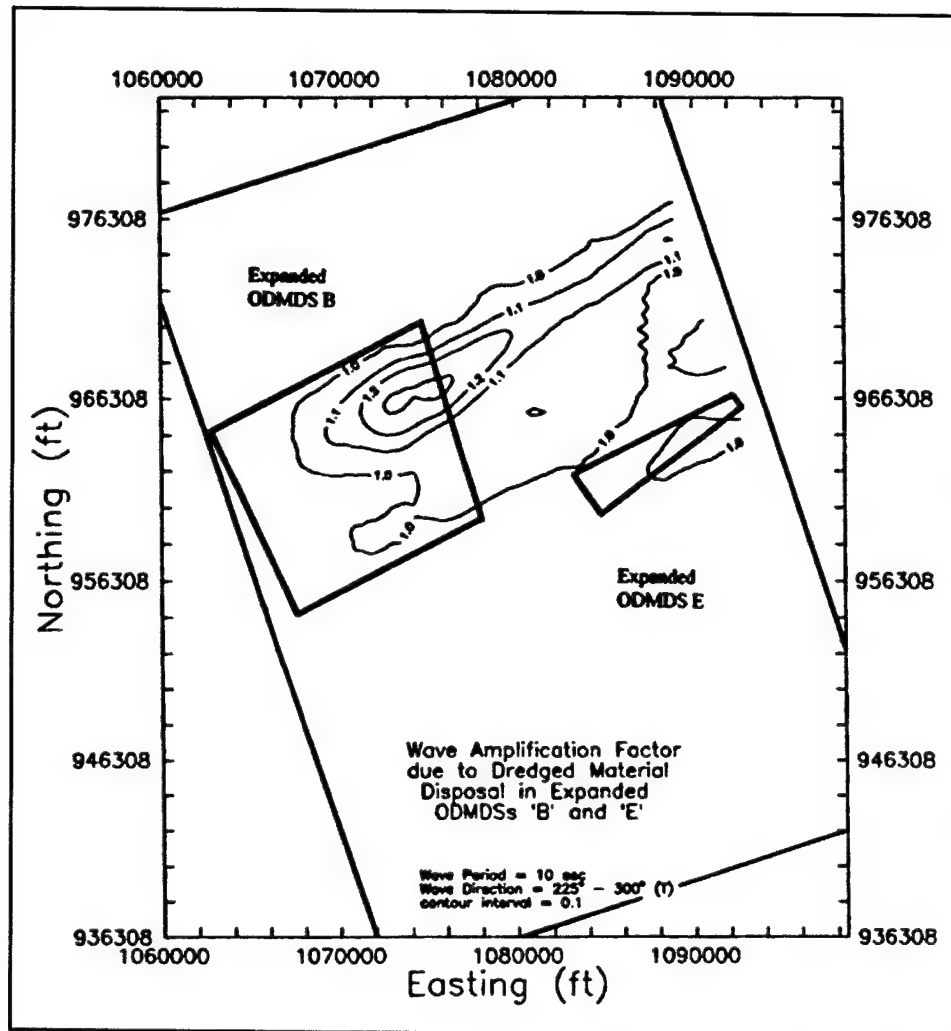 1060000 1070000 1080000 1090000
976308 976308
Expanded
ODMDS B
1.0
1.1
1.1
1.0
1.0
1.1
1.2
1.2
1.1
966308 966308
1.0
1.0
1.0
1.0
956308 956308
Expanded
ODMDS E
Northing (ft)
946308 946308
Wave Amplification Factor
due to Dredged Material
Disposal in Expanded
ODMDSs 'B' and 'E'
Wave Period = 10 sec
Wave Direction = 225° - 300° (T)
contour interval = 0.1
936308 936308
1060000 1070000 1080000 1090000
Easting (ft)